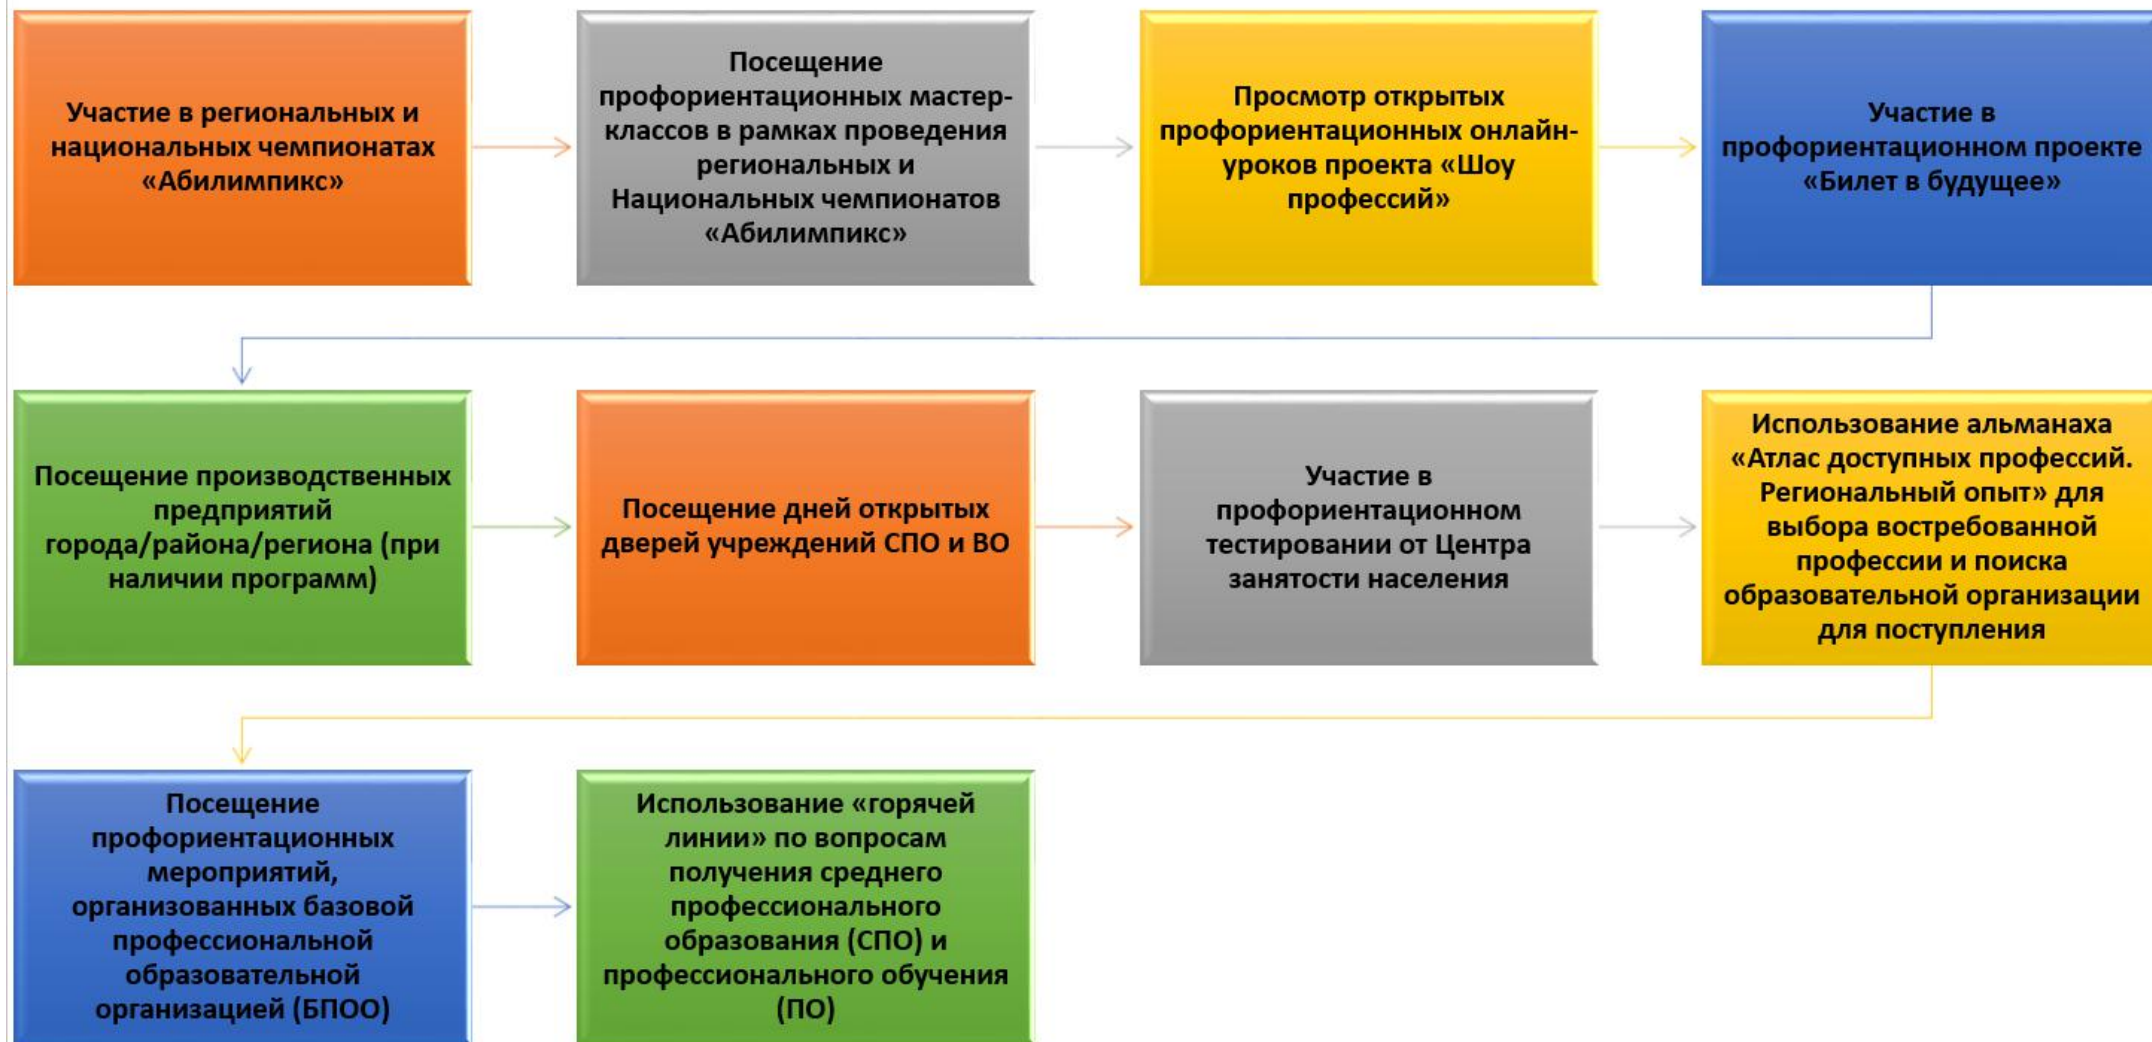 Участие в региональных и
национальных чемпионатах
«Абилимпикс»
Посещение
профориентационных мастер-
классов в рамках проведения
региональных и
Национальных чемпионатов
«Абилимпикс»
Просмотр открытых
профориентационных онлайн-
уроков проекта «Шоу
профессий»
Участие в
профориентационном проекте
«Билет в будущее»
Посещение производственных
предприятий
города/района/региона (при
наличии программ)
Посещение дней открытых
дверей учреждений СПО и ВО
Участие в
профориентационном
тестировании от Центра
занятости населения
Использование альманаха
«Атлас доступных профессий.
Региональный опыт» для
выбора востребованной
профессии и поиска
образовательной организации
для поступления
Посещение
профориентационных
мероприятий,
организованных базовой
профессиональной
образовательной
организацией (БПОО)
Использование «горячей
линии» по вопросам
получения среднего
профессионального
образования (СПО) и
профессионального обучения
(ПО)